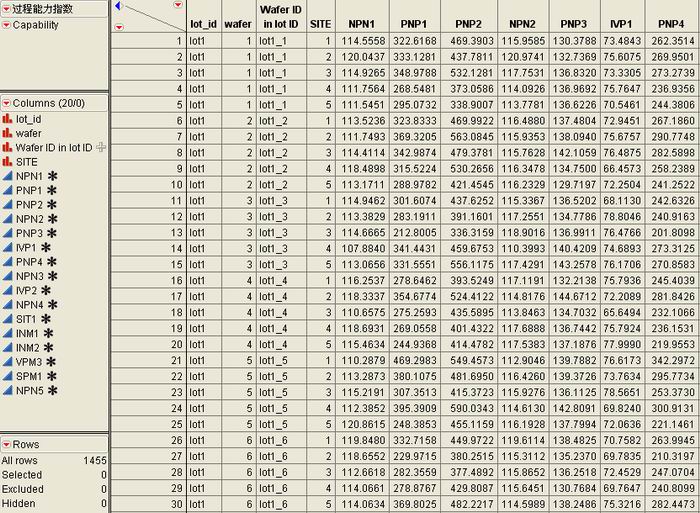 过程能力指数
Capability
Columns (20/0)
lot_id
wafer
Wafer ID in lot ID
SITE
NPN1
PNP1
PNP2
NPN2
PNP3
IVP1
PNP4
NPN3
IVP2
NPN4
SIT1
INM1
INM2
VPM3
SPM1
NPN5
Rows
All rows 1455
Selected 0
Excluded 0
Hidden 0
lot_id wafer Wafer ID in lot ID SITE NPN1 PNP1 PNP2 NPN2 PNP3 IVP1 PNP4
1 lot1 1 lot1_1 1 114.5558 322.6168 469.3903 115.9585 130.3788 73.4843 262.3514
2 lot1 1 lot1_1 2 120.0437 333.1281 437.7811 120.9741 132.7369 75.6075 269.9501
3 lot1 1 lot1_1 3 114.9265 348.9788 532.1281 117.7531 136.8320 73.3305 273.2739
4 lot1 1 lot1_1 4 111.7564 268.5481 373.0586 114.0926 136.9692 75.7647 236.9356
5 lot1 1 lot1_1 5 111.5451 295.0732 338.9007 113.7781 136.6226 70.5461 244.3806
6 lot1 2 lot1_2 1 113.5236 323.8333 469.9922 116.4880 137.4804 72.9451 267.1860
7 lot1 2 lot1_2 2 111.7493 369.3205 563.0845 115.9353 138.0940 75.6757 290.7748
8 lot1 2 lot1_2 3 114.4114 342.9874 479.3781 115.7628 142.1059 76.4875 282.5898
9 lot1 2 lot1_2 4 118.4898 315.5224 530.2656 116.3478 134.7500 66.4573 258.2389
10 lot1 2 lot1_2 5 113.1711 288.9782 421.4545 116.2339 129.7197 72.2504 241.2522
11 lot1 3 lot1_3 1 114.9462 301.6074 437.6252 115.3367 136.5202 68.1130 242.6326
12 lot1 3 lot1_3 2 113.3829 283.1911 391.1601 117.2551 134.7786 78.8046 240.9163
13 lot1 3 lot1_3 3 114.6665 212.8005 336.3159 118.9016 136.9911 76.4766 201.8098
14 lot1 3 lot1_3 4 107.8840 341.4431 459.6753 110.3993 140.4209 74.6893 273.3125
15 lot1 3 lot1_3 5 113.0656 331.5551 556.1175 117.4291 143.2578 76.1706 270.8583
16 lot1 4 lot1_4 1 116.2537 278.6462 393.5249 117.1191 132.2138 75.7936 245.4039
17 lot1 4 lot1_4 2 118.3337 354.6774 524.4122 114.8176 144.6712 72.2089 281.8426
18 lot1 4 lot1_4 3 110.6575 275.2593 435.5895 113.8463 134.7032 65.6494 232.1066
19 lot1 4 lot1_4 4 118.6931 269.0558 401.4322 117.6888 136.7442 75.7924 236.1531
20 lot1 4 lot1_4 5 115.4634 244.9368 414.4782 117.5383 137.1876 77.9990 219.9553
21 lot1 5 lot1_5 1 110.2879 469.2983 549.4573 112.9046 139.7882 76.6173 342.2972
22 lot1 5 lot1_5 2 113.2873 380.1075 481.6950 116.4260 139.3726 73.7634 295.7734
23 lot1 5 lot1_5 3 115.2191 307.3513 415.3723 115.9276 136.1125 78.5651 253.3730
24 lot1 5 lot1_5 4 112.3852 395.3909 590.0343 114.6130 142.8091 69.8240 300.9131
25 lot1 5 lot1_5 5 120.8615 248.3853 455.1159 116.1928 137.7994 72.0636 221.1461
26 lot1 6 lot1_6 1 119.8480 332.7158 449.9722 119.6114 138.4825 70.7582 263.9945
27 lot1 6 lot1_6 2 118.6552 229.9715 380.2515 115.3112 135.2370 69.7835 210.3197
28 lot1 6 lot1_6 3 112.6618 282.3559 377.4892 115.8652 136.2518 72.4529 247.0704
29 lot1 6 lot1_6 4 114.0661 278.8767 429.8087 116.6451 130.7684 69.7647 240.8099
30 lot1 6 lot1_6 5 114.0634 369.8025 482.2217 114.5989 138.2486 75.3216 282.4473